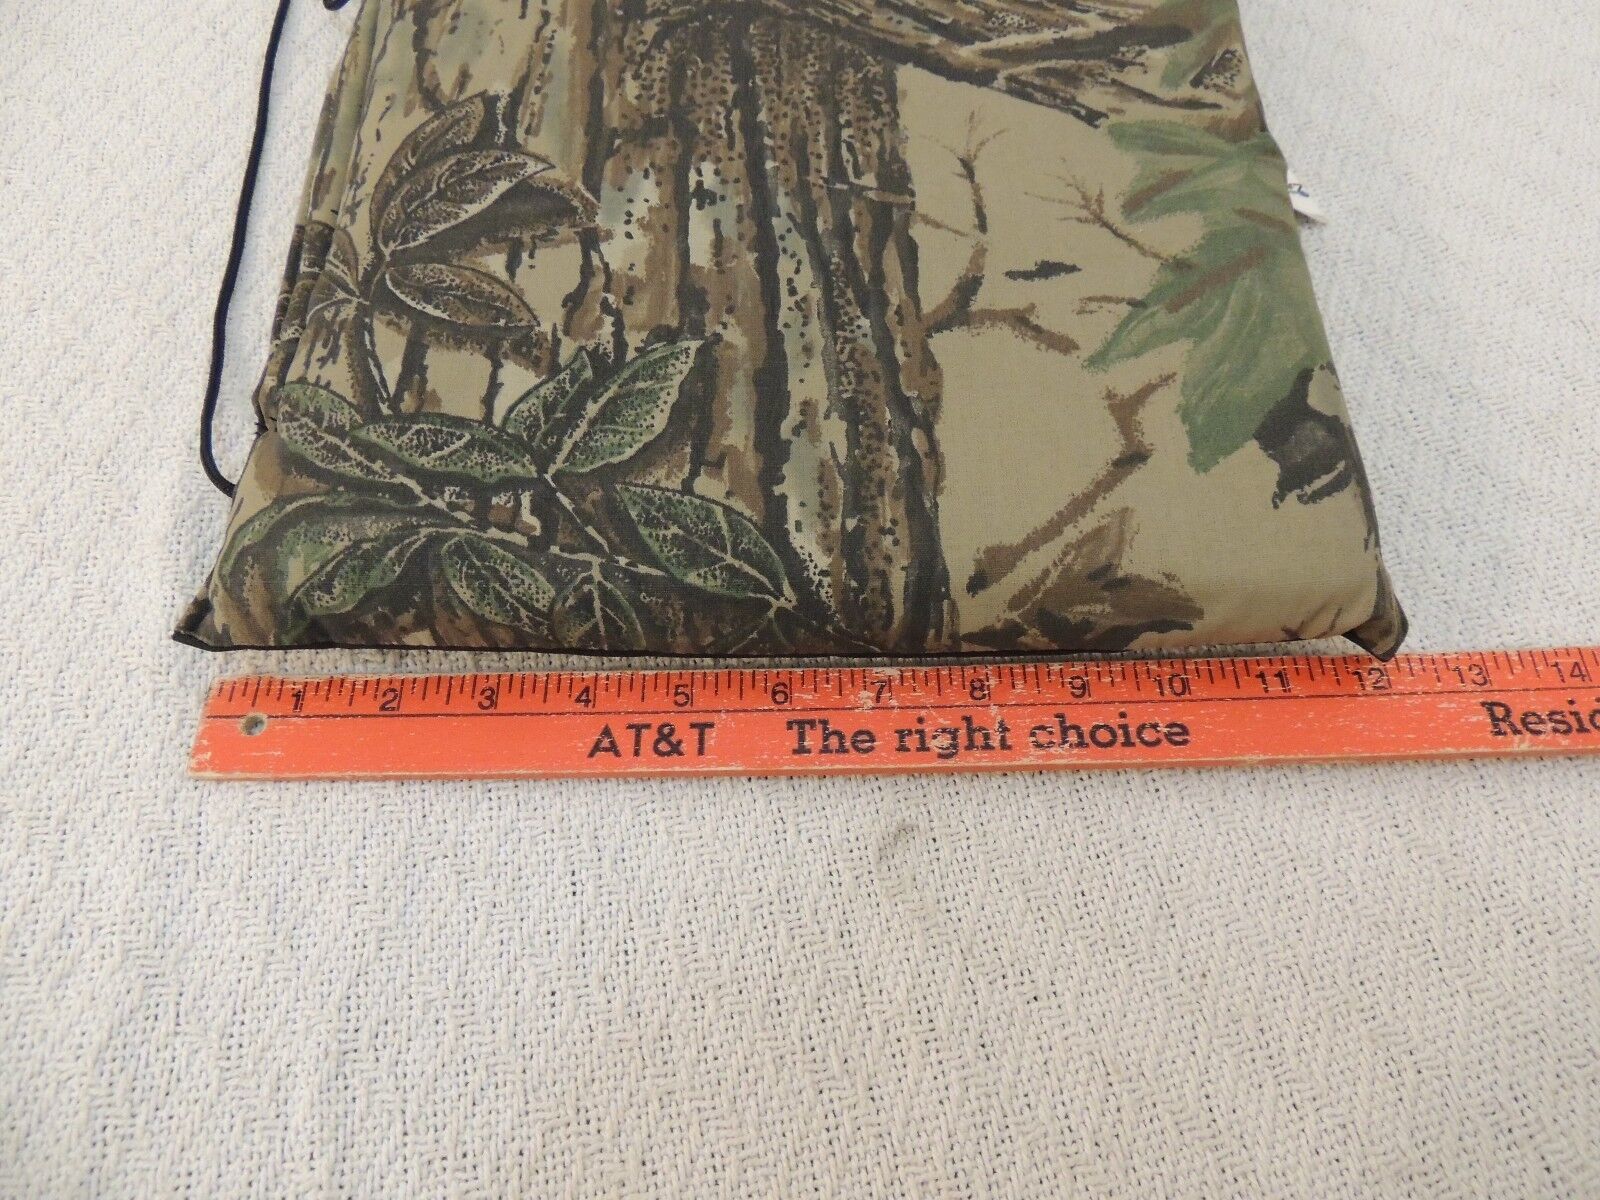 1 2 3 4 5 6 7 8 9 10 11 12 13 14
AT&T The right choice Resid